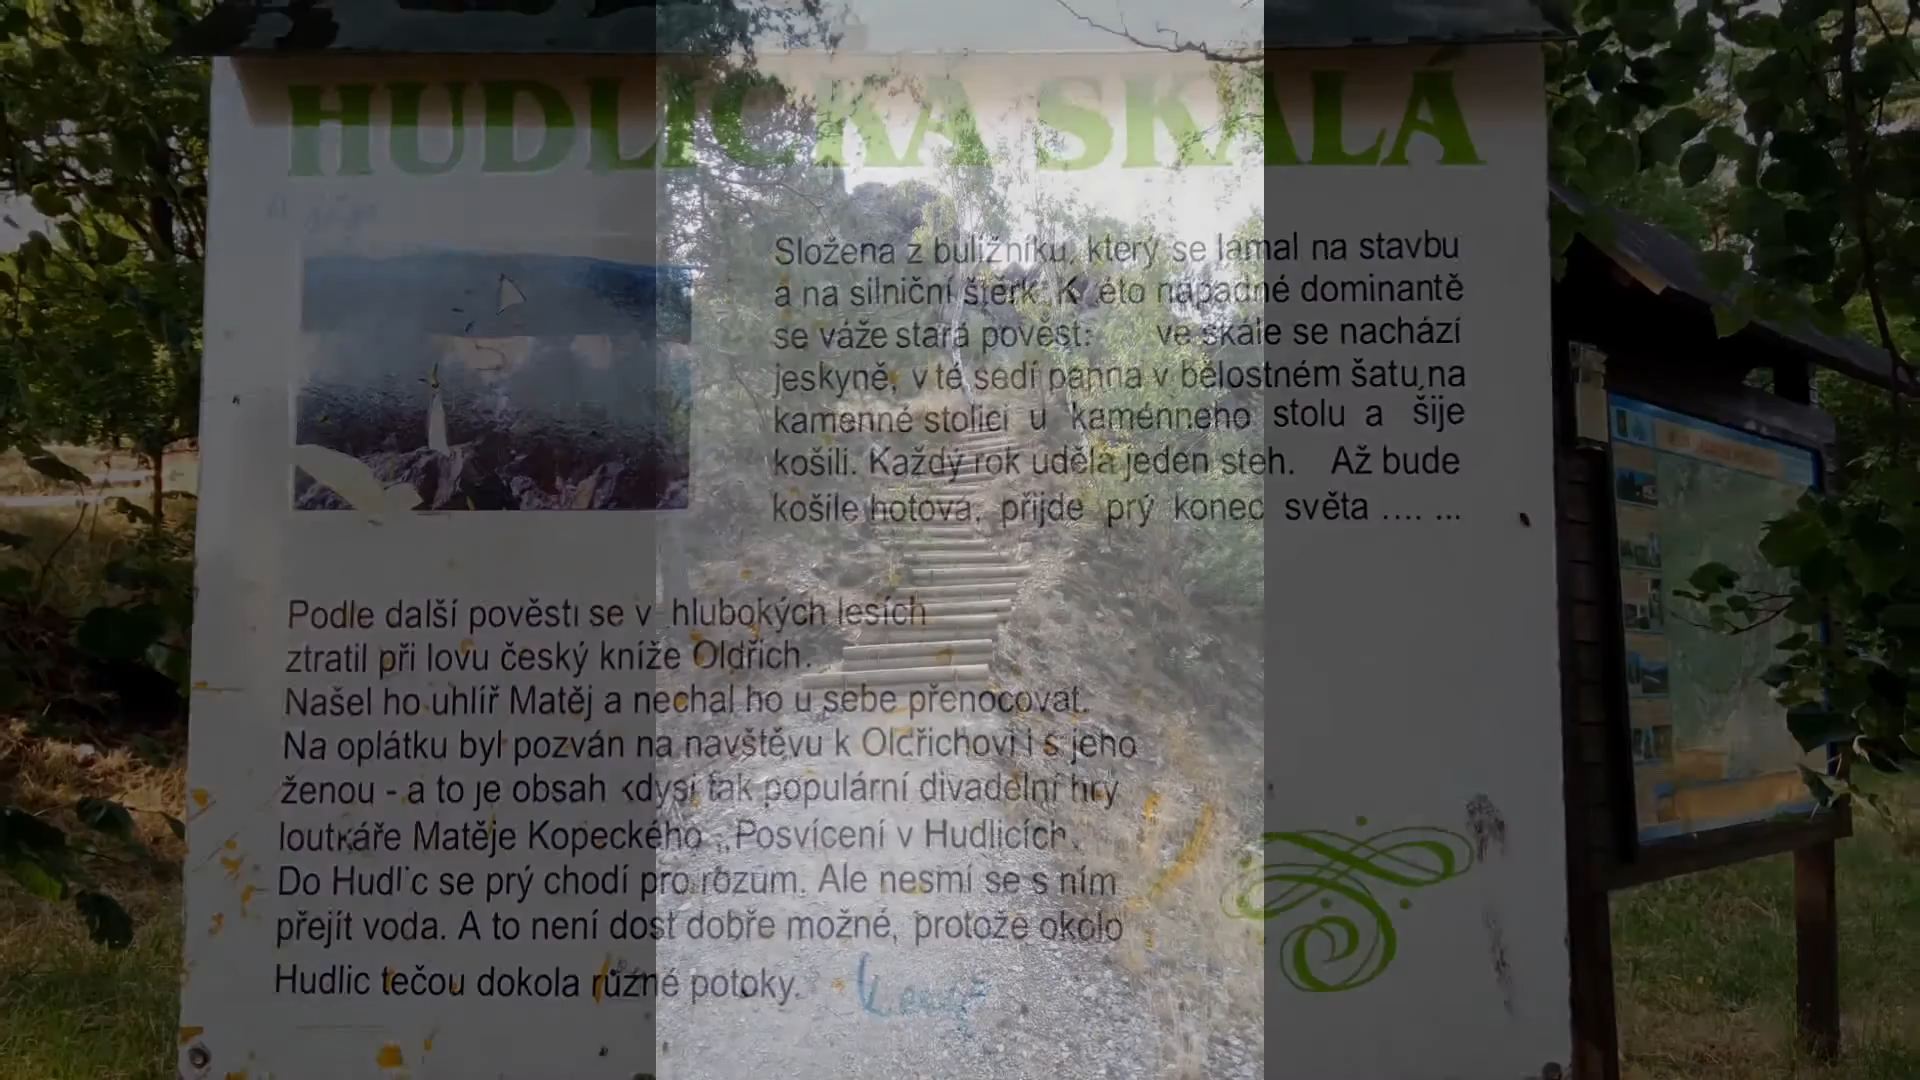 HUDLICKÁ SKÁLÁ
Složena z buližníku, který se lámal na stavbu
a na silniční štěrk. K této nápadné dominantě
se váže stará pověst: ve skále se nachází
jeskyně, v té sedí panna v bělostném šatu na
kamenné stolici u kamenného stolu a šije
košili. Každý rok udělá jeden steh. Až bude
košile hotová, přijde prý konec světa .... ...
Podle další pověsti se v hlubokých lesích
ztratil při lovu český kníže Oldřich.
Našel ho uhlíř Matěj a nechal ho u sebe přenocovat.
Na oplátku byl pozván na navštěvu k Oldřichovi i s jeho
ženou - a to je obsah kdysi tak populární divadelní hry
loutkáře Matěje Kopeckého „Posvícení v Hudlicích.
Do Hudlic se prý chodí pro rozum. Ale nesmí se s ním
přejít voda. A to není dost dobře možné, protože okolo
Hudlic tečou dokola různé potoky.